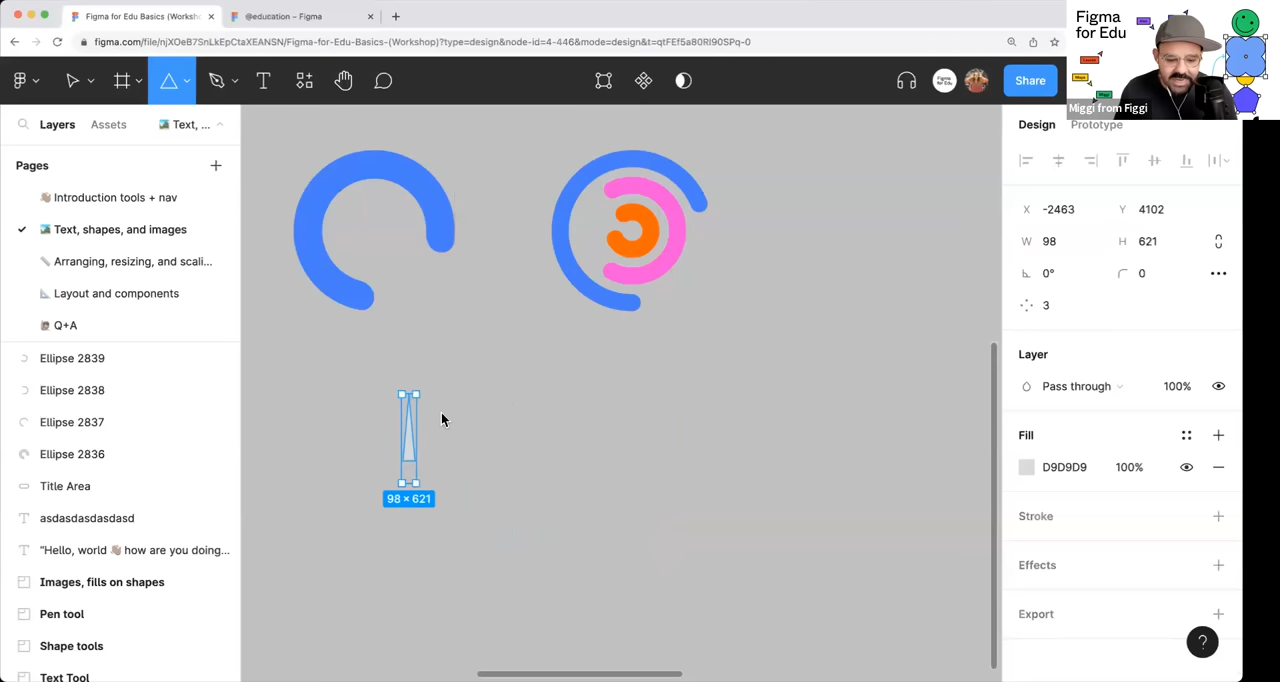 Figma for Edu Basics (Worksho
@education – Figma
figma.com/file/njXOeB7SnLkEpCtaXEANSN/Figma-for-Edu-Basics-(Workshop)?type=design&node-id=4-446&mode=design&t=qtFEf5a80RI90SPq-0
Figma
for Edu
Miggi from Figgi
Share
Layers
Assets
Text, ...
Pages
Introduction tools + nav
Text, shapes, and images
Arranging, resizing, and scali...
Layout and components
Q+A
Ellipse 2839
Ellipse 2838
Ellipse 2837
Ellipse 2836
Title Area
asdasdasdasdasd
"Hello, world 👋🏽 how are you doing...
Images, fills on shapes
Pen tool
Shape tools
Text Tool
98 × 621
Design
Prototype
X -2463
Y 4102
W 98
H 621
0°
0
3
Layer
Pass through
100%
Fill
D9D9D9
100%
Stroke
Effects
Export
?